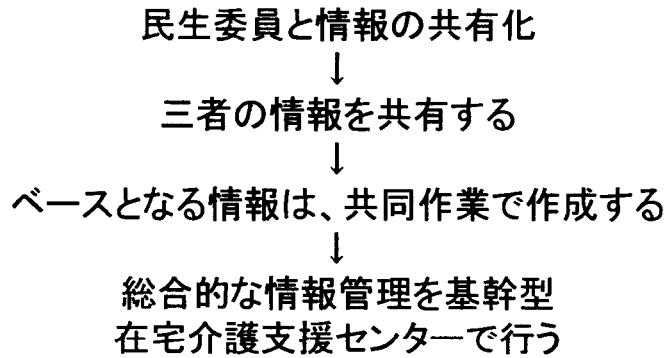 民生委員と情報の共有化
↓
三者の情報を共有する
↓
ベースとなる情報は、共同作業で作成する
↓
総合的な情報管理を基幹型
在宅介護支援センターで行う